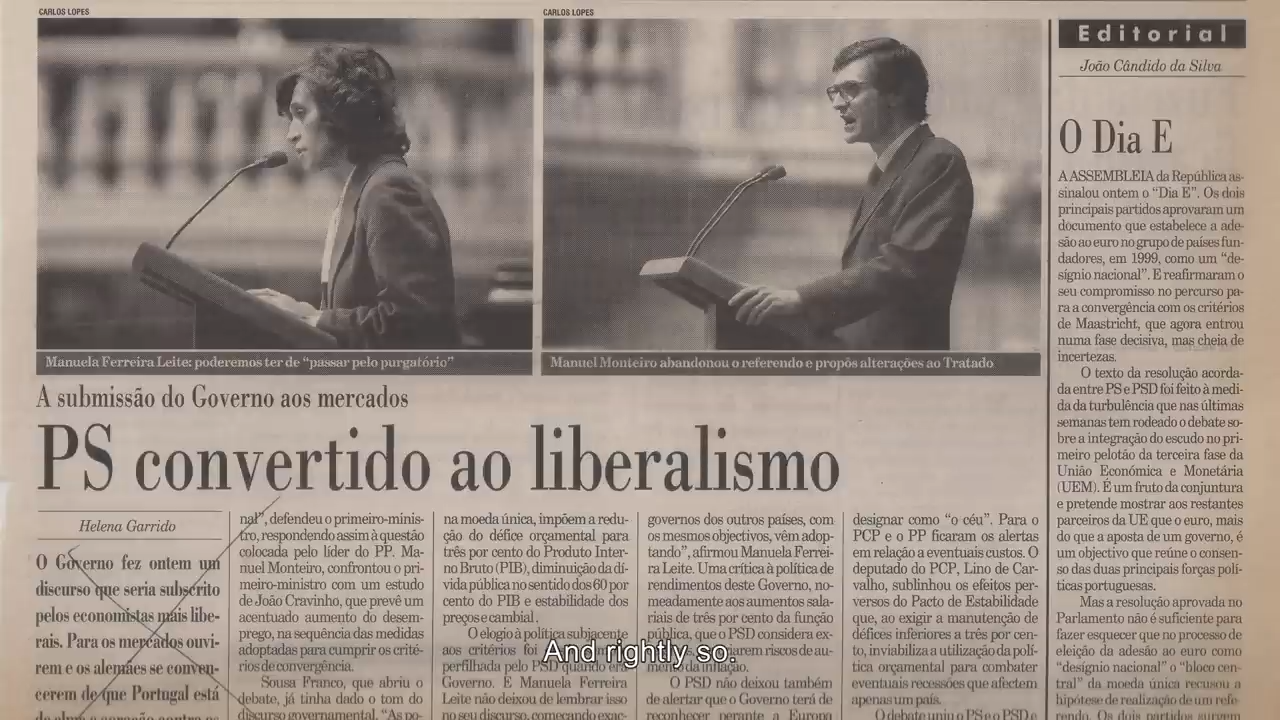 CARLOS LOPES
CARLOS LOPES
Manuela Ferreira Leite: poderemos ter de “passar pelo purgatório”
Manuel Monteiro abandonou o referendo e propôs alterações ao Tratado
A submissão do Governo aos mercados
PS convertido ao liberalismo
Helena Garrido
O Governo fez ontem um
discurso que seria subscrito
pelos economistas mais libe-
rais. Para os mercados ouvi-
rem e os alemães se conven-
cerem de que Portugal está
nal”, defendeu o primeiro-minis-
tro, respondendo assim à questão
colocada pelo líder do PP. Ma-
nuel Monteiro, confrontou o pri-
meiro-ministro com um estudo
de João Cravinho, que prevê um
acentuado aumento do desem-
prego, na sequência das medidas
adoptadas para cumprir os crité-
rios de convergência.
Sousa Franco, que abriu o
debate, já tinha dado o tom do
discurso governamental. “As po-
na moeda única, impõem a redu-
ção do défice orçamental para
três por cento do Produto Inter-
no Bruto (PIB), diminuição da dí-
vida pública no sentido dos 60 por
cento do PIB e estabilidade dos
preços e cambial.
O elogio à política subjacente
aos critérios foi
perfilhada pelo PSD quando era
Governo. E Manuela Ferreira
Leite não deixou de lembrar isso
no seu discurso, começando exac-
governos dos outros países, com
os mesmos objectivos, vêm adop-
tando”, afirmou Manuela Ferrei-
ra Leite. Uma crítica à política de
rendimentos deste Governo, no-
meadamente aos aumentos sala-
riais de três por cento da função
pública, que o PSD considera ex-
riscos de au-
mento da inflação.
O PSD não deixou também
de alertar que o Governo terá de
reconhecer perante a Europa
designar como “o céu”. Para o
PCP e o PP ficaram os alertas
em relação a eventuais custos. O
deputado do PCP, Lino de Car-
valho, sublinhou os efeitos per-
versos do Pacto de Estabilidade
que, ao exigir a manutenção de
défices inferiores a três por cen-
to, inviabiliza a utilização da polí-
tica orçamental para combater
eventuais recessões que afectem
apenas um país.
O debate uniu o PS e o PSD e
Editorial
João Cândido da Silva
O Dia E
A ASSEMBLEIA da República as-
sinalou ontem o “Dia E”. Os dois
principais partidos aprovaram um
documento que estabelece a ade-
são ao euro no grupo de países fun-
dadores, em 1999, como um “de-
sígnio nacional”. E reafirmaram o
seu compromisso no percurso pa-
ra a convergência com os critérios
de Maastricht, que agora entrou
numa fase decisiva, mas cheia de
incertezas.
O texto da resolução acorda-
da entre PS e PSD foi feito à medi-
da da turbulência que nas últimas
semanas tem rodeado o debate so-
bre a integração do escudo no pri-
meiro pelotão da terceira fase da
União Económica e Monetária
(UEM). É um fruto da conjuntura
e pretende mostrar aos restantes
parceiros da UE que o euro, mais
do que a aposta de um governo, é
um objectivo que reúne o consen-
so das duas principais forças polí-
ticas portuguesas.
Mas a resolução aprovada no
Parlamento não é suficiente para
fazer esquecer que no processo de
eleição da adesão ao euro como
“desígnio nacional” o “bloco cen-
tral” da moeda única recusou a
hipótese de realização de um refe-
rendo. Os dois
And rightly so.